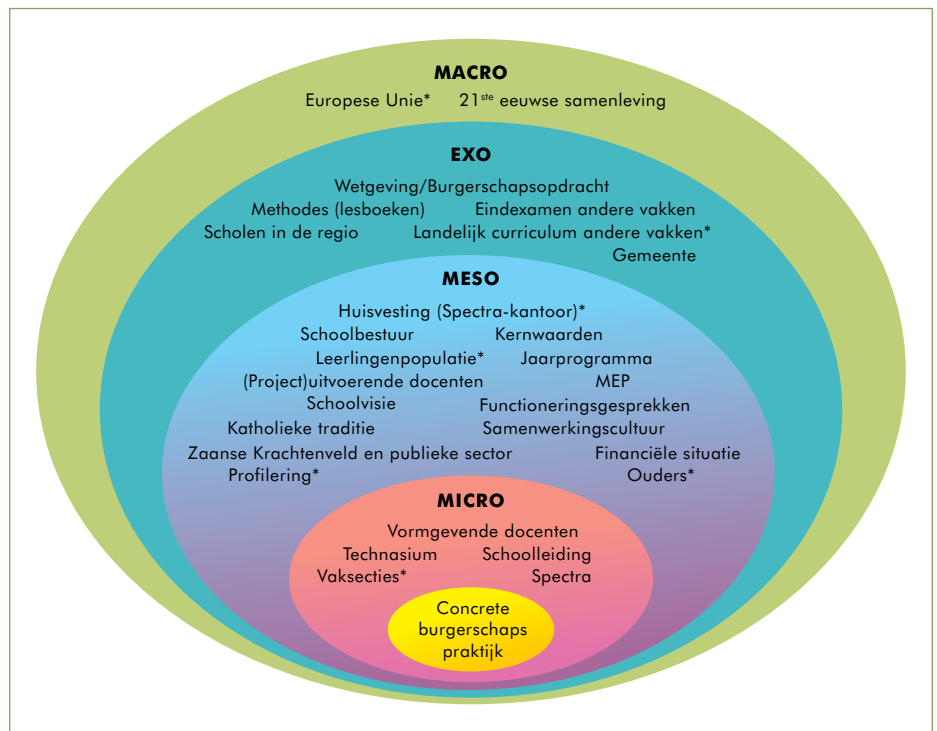 MACRO
Europese Unie* 21ste eeuwse samenleving
EXO
Wetgeving/Burgerschapsopdracht
Methodes (lesboeken) Eindexamen andere vakken
Scholen in de regio Landelijk curriculum andere vakken*
Gemeente
MESO
Huisvesting (Spectra-kantoor)*
Schoolbestuur Kernwaarden
Leerlingenpopulatie* Jaarprogramma
(Project)uitvoerende docenten MEP
Schoolvisie Functioneringsgesprekken
Katholieke traditie Samenwerkingscultuur
Zaanse Krachtenveld en publieke sector Financiële situatie
Profilering* Ouders*
MICRO
Vormgevende docenten
Technasium Schoolleiding
Vaksecties* Spectra
Concrete
burgerschaps
praktijk